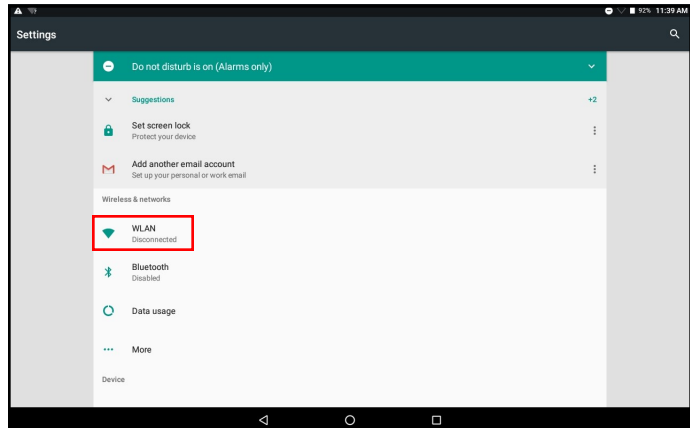 92% 11:39 AM
Settings
Do not disturb is on (Alarms only)
Suggestions +2
Set screen lock
Protect your device
Add another email account
Set up your personal or work email
Wireless & networks
WLAN
Disconnected
Bluetooth
Disabled
Data usage
More
Device